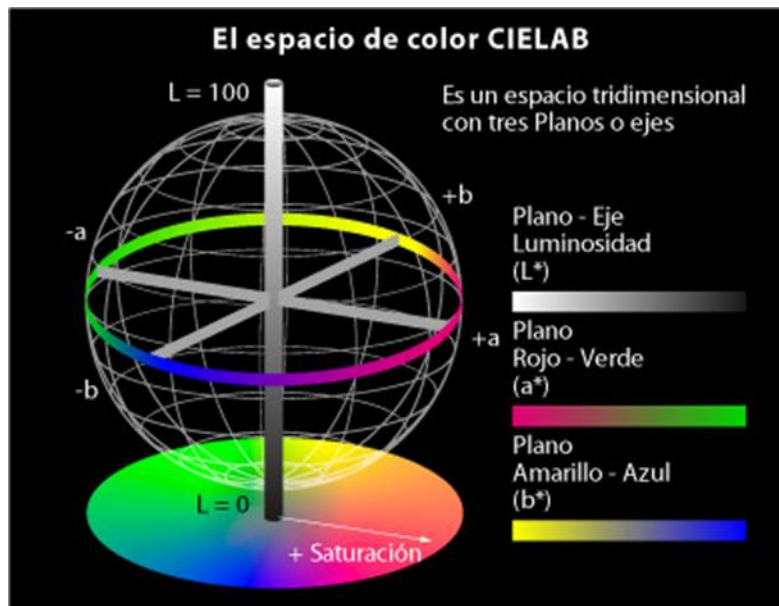 El espacio de color CIELAB
L = 100
Es un espacio tridimensional
con tres Planos o ejes
+b
-a
Plano - Eje
Luminosidad
(L*)
Plano
Rojo - Verde
(a*)
+a
-b
Plano
Amarillo - Azul
(b*)
L = 0
+ Saturación